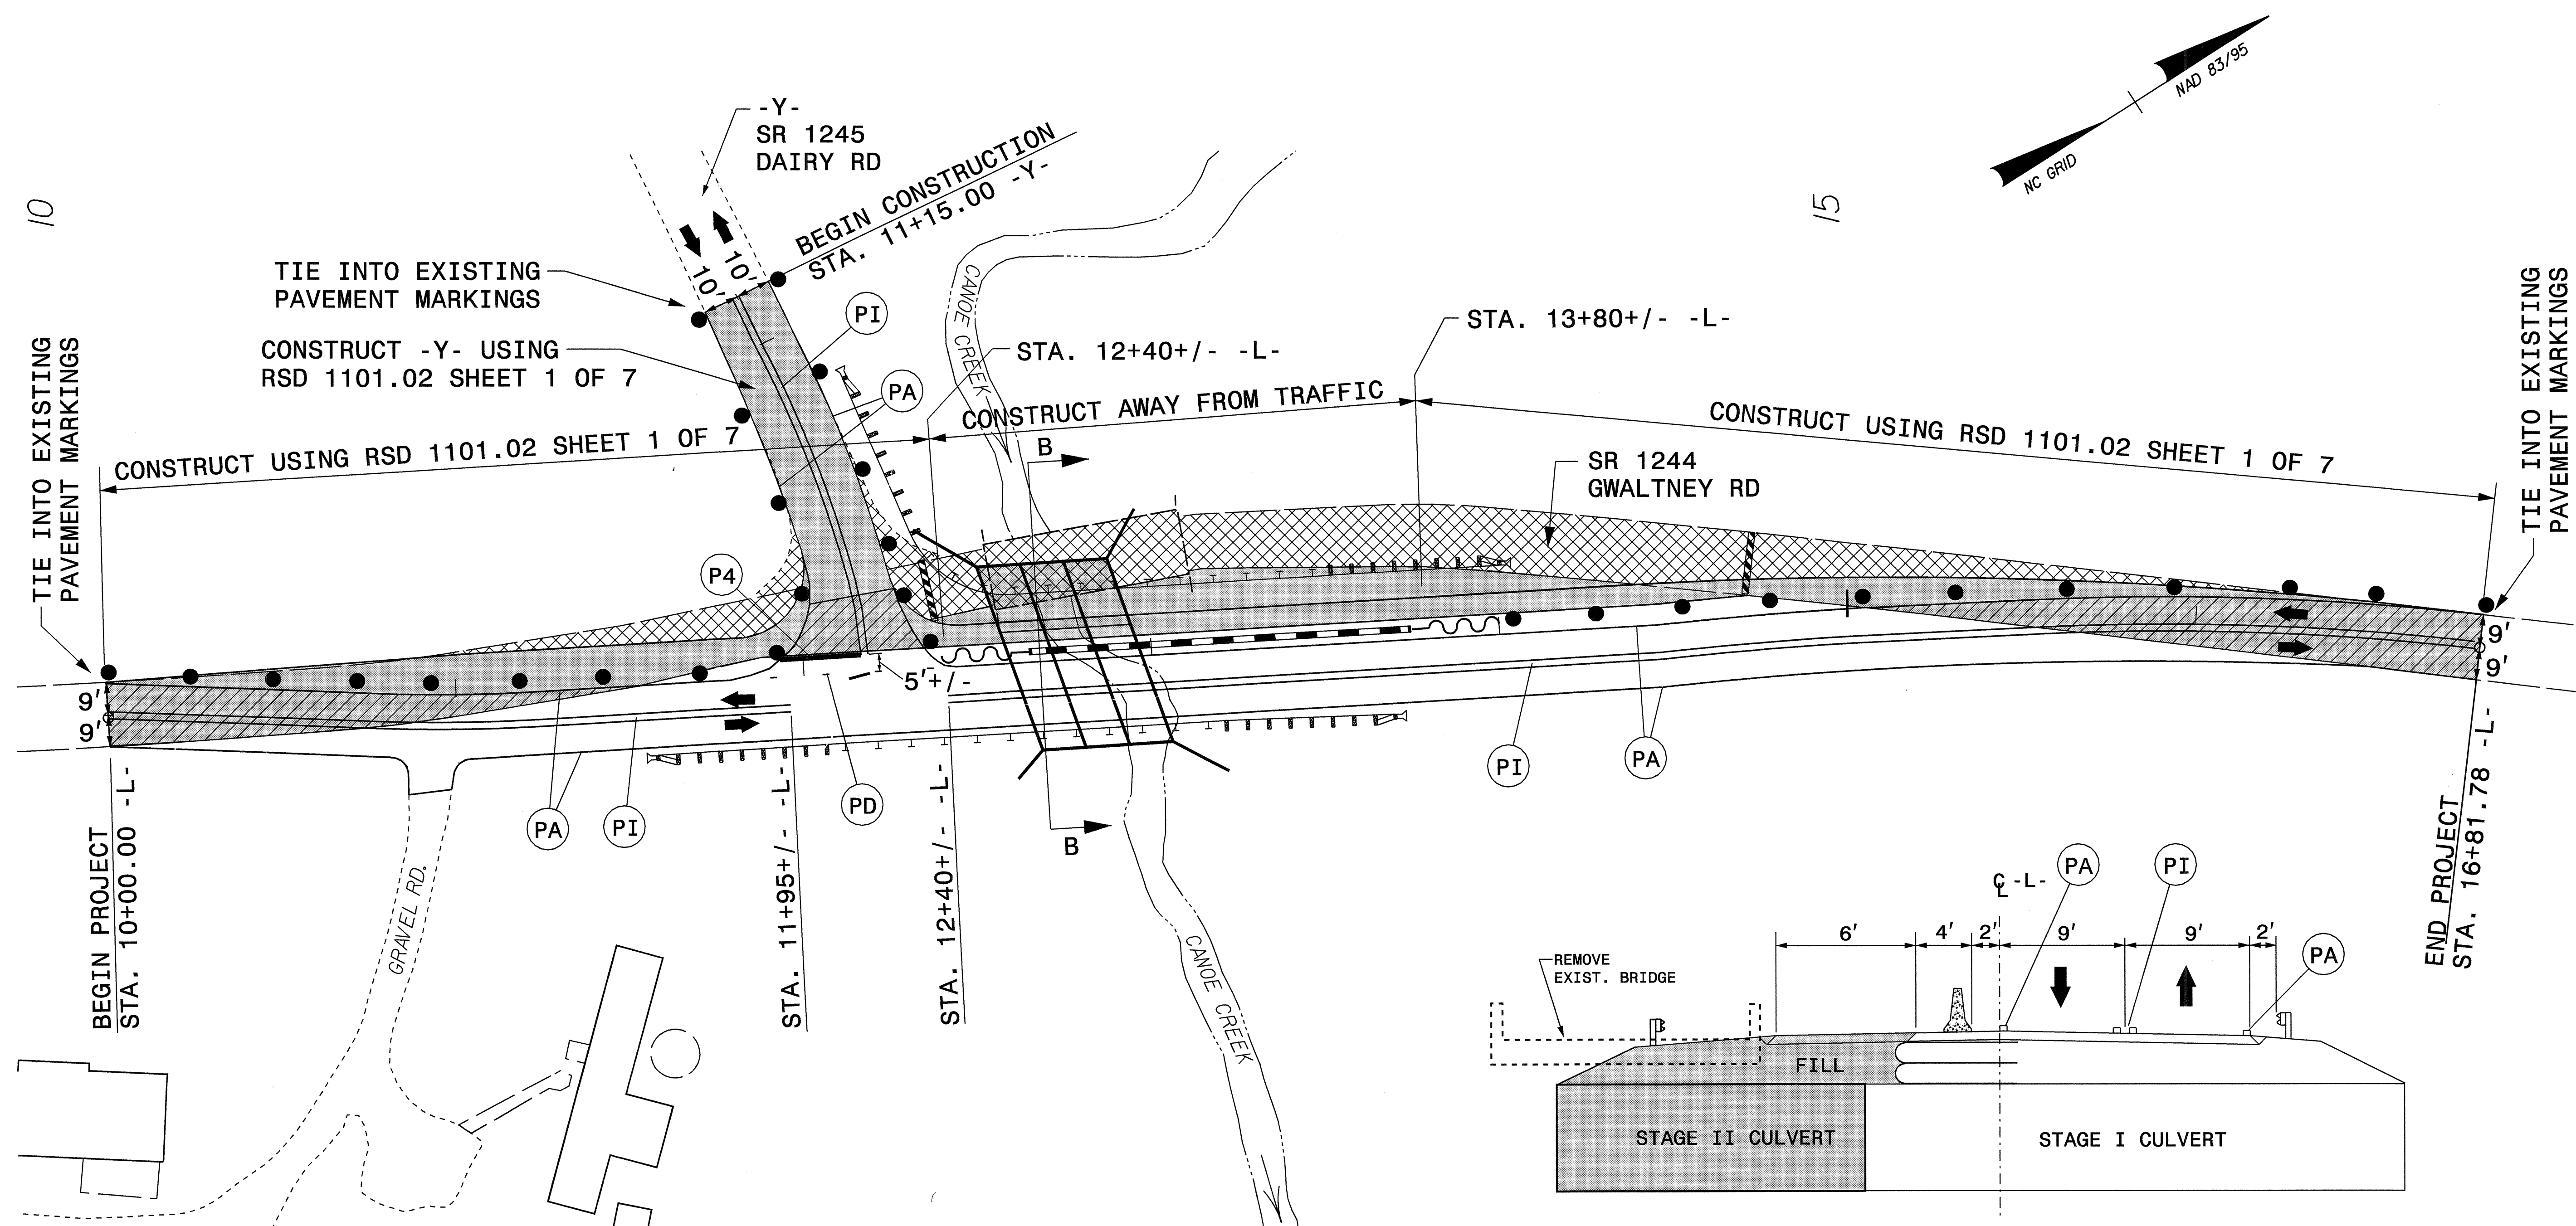 NAD 83/95
NC GRID
10
15
-Y-
SR 1245
DAIRY RD
BEGIN CONSTRUCTION
STA. 11+15.00 -Y-
10'
10'
TIE INTO EXISTING
PAVEMENT MARKINGS
PI
CONSTRUCT -Y- USING
RSD 1101.02 SHEET 1 OF 7
PA
CANOE CREEK
STA. 12+40+/- -L-
STA. 13+80+/- -L-
TIE INTO EXISTING
PAVEMENT MARKINGS
TIE INTO EXISTING
PAVEMENT MARKINGS
CONSTRUCT USING RSD 1101.02 SHEET 1 OF 7
CONSTRUCT AWAY FROM TRAFFIC
CONSTRUCT USING RSD 1101.02 SHEET 1 OF 7
B
SR 1244
GWALTNEY RD
P4
9'
9'
5'+/-
9'
9'
PA
PI
PD
PI
PA
B
BEGIN PROJECT
STA. 10+00.00 -L-
GRAVEL RD.
STA. 11+95+/- -L-
STA. 12+40+/- -L-
CANOE CREEK
END PROJECT
STA. 16+81.78 -L-
CL -L-
PA
PI
6'
4'
2'
9'
9'
2'
PA
REMOVE
EXIST. BRIDGE
FILL
STAGE II CULVERT
STAGE I CULVERT